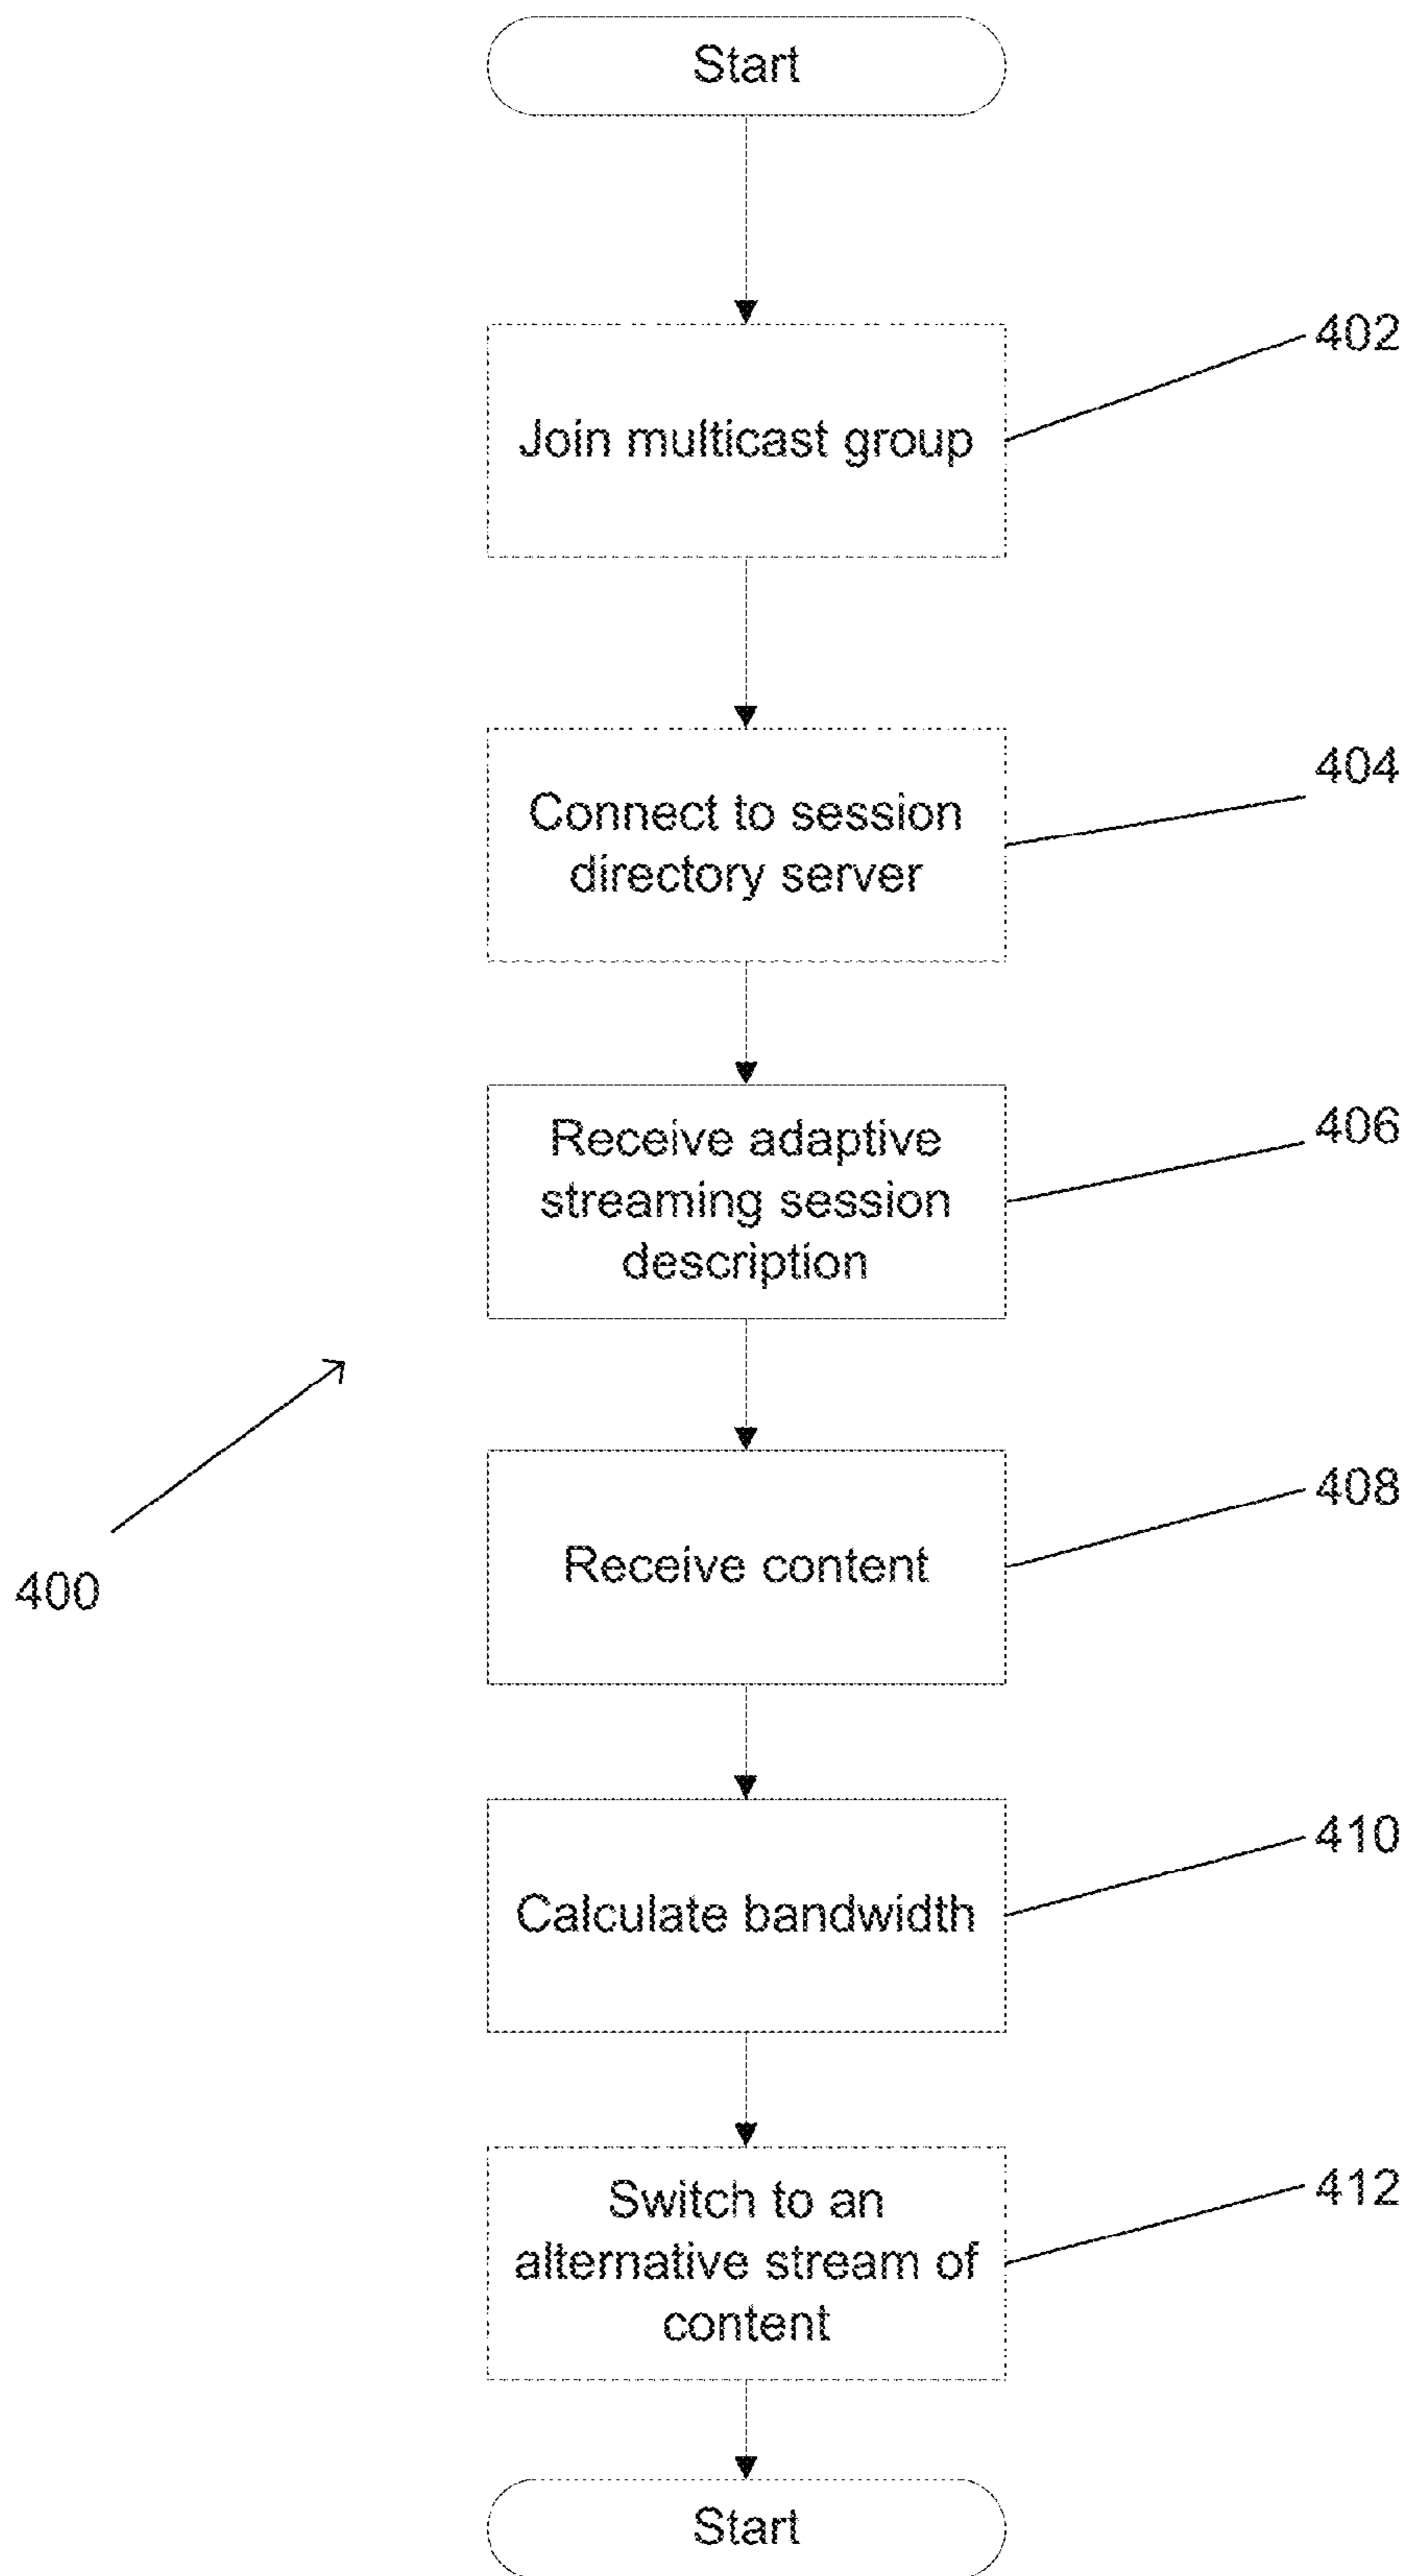 Start
402
Join multicast group
404
Connect to session
directory server
406
Receive adaptive
streaming session
description
408
Receive content
400
410
Calculate bandwidth
412
Switch to an
alternative stream of
content
Start